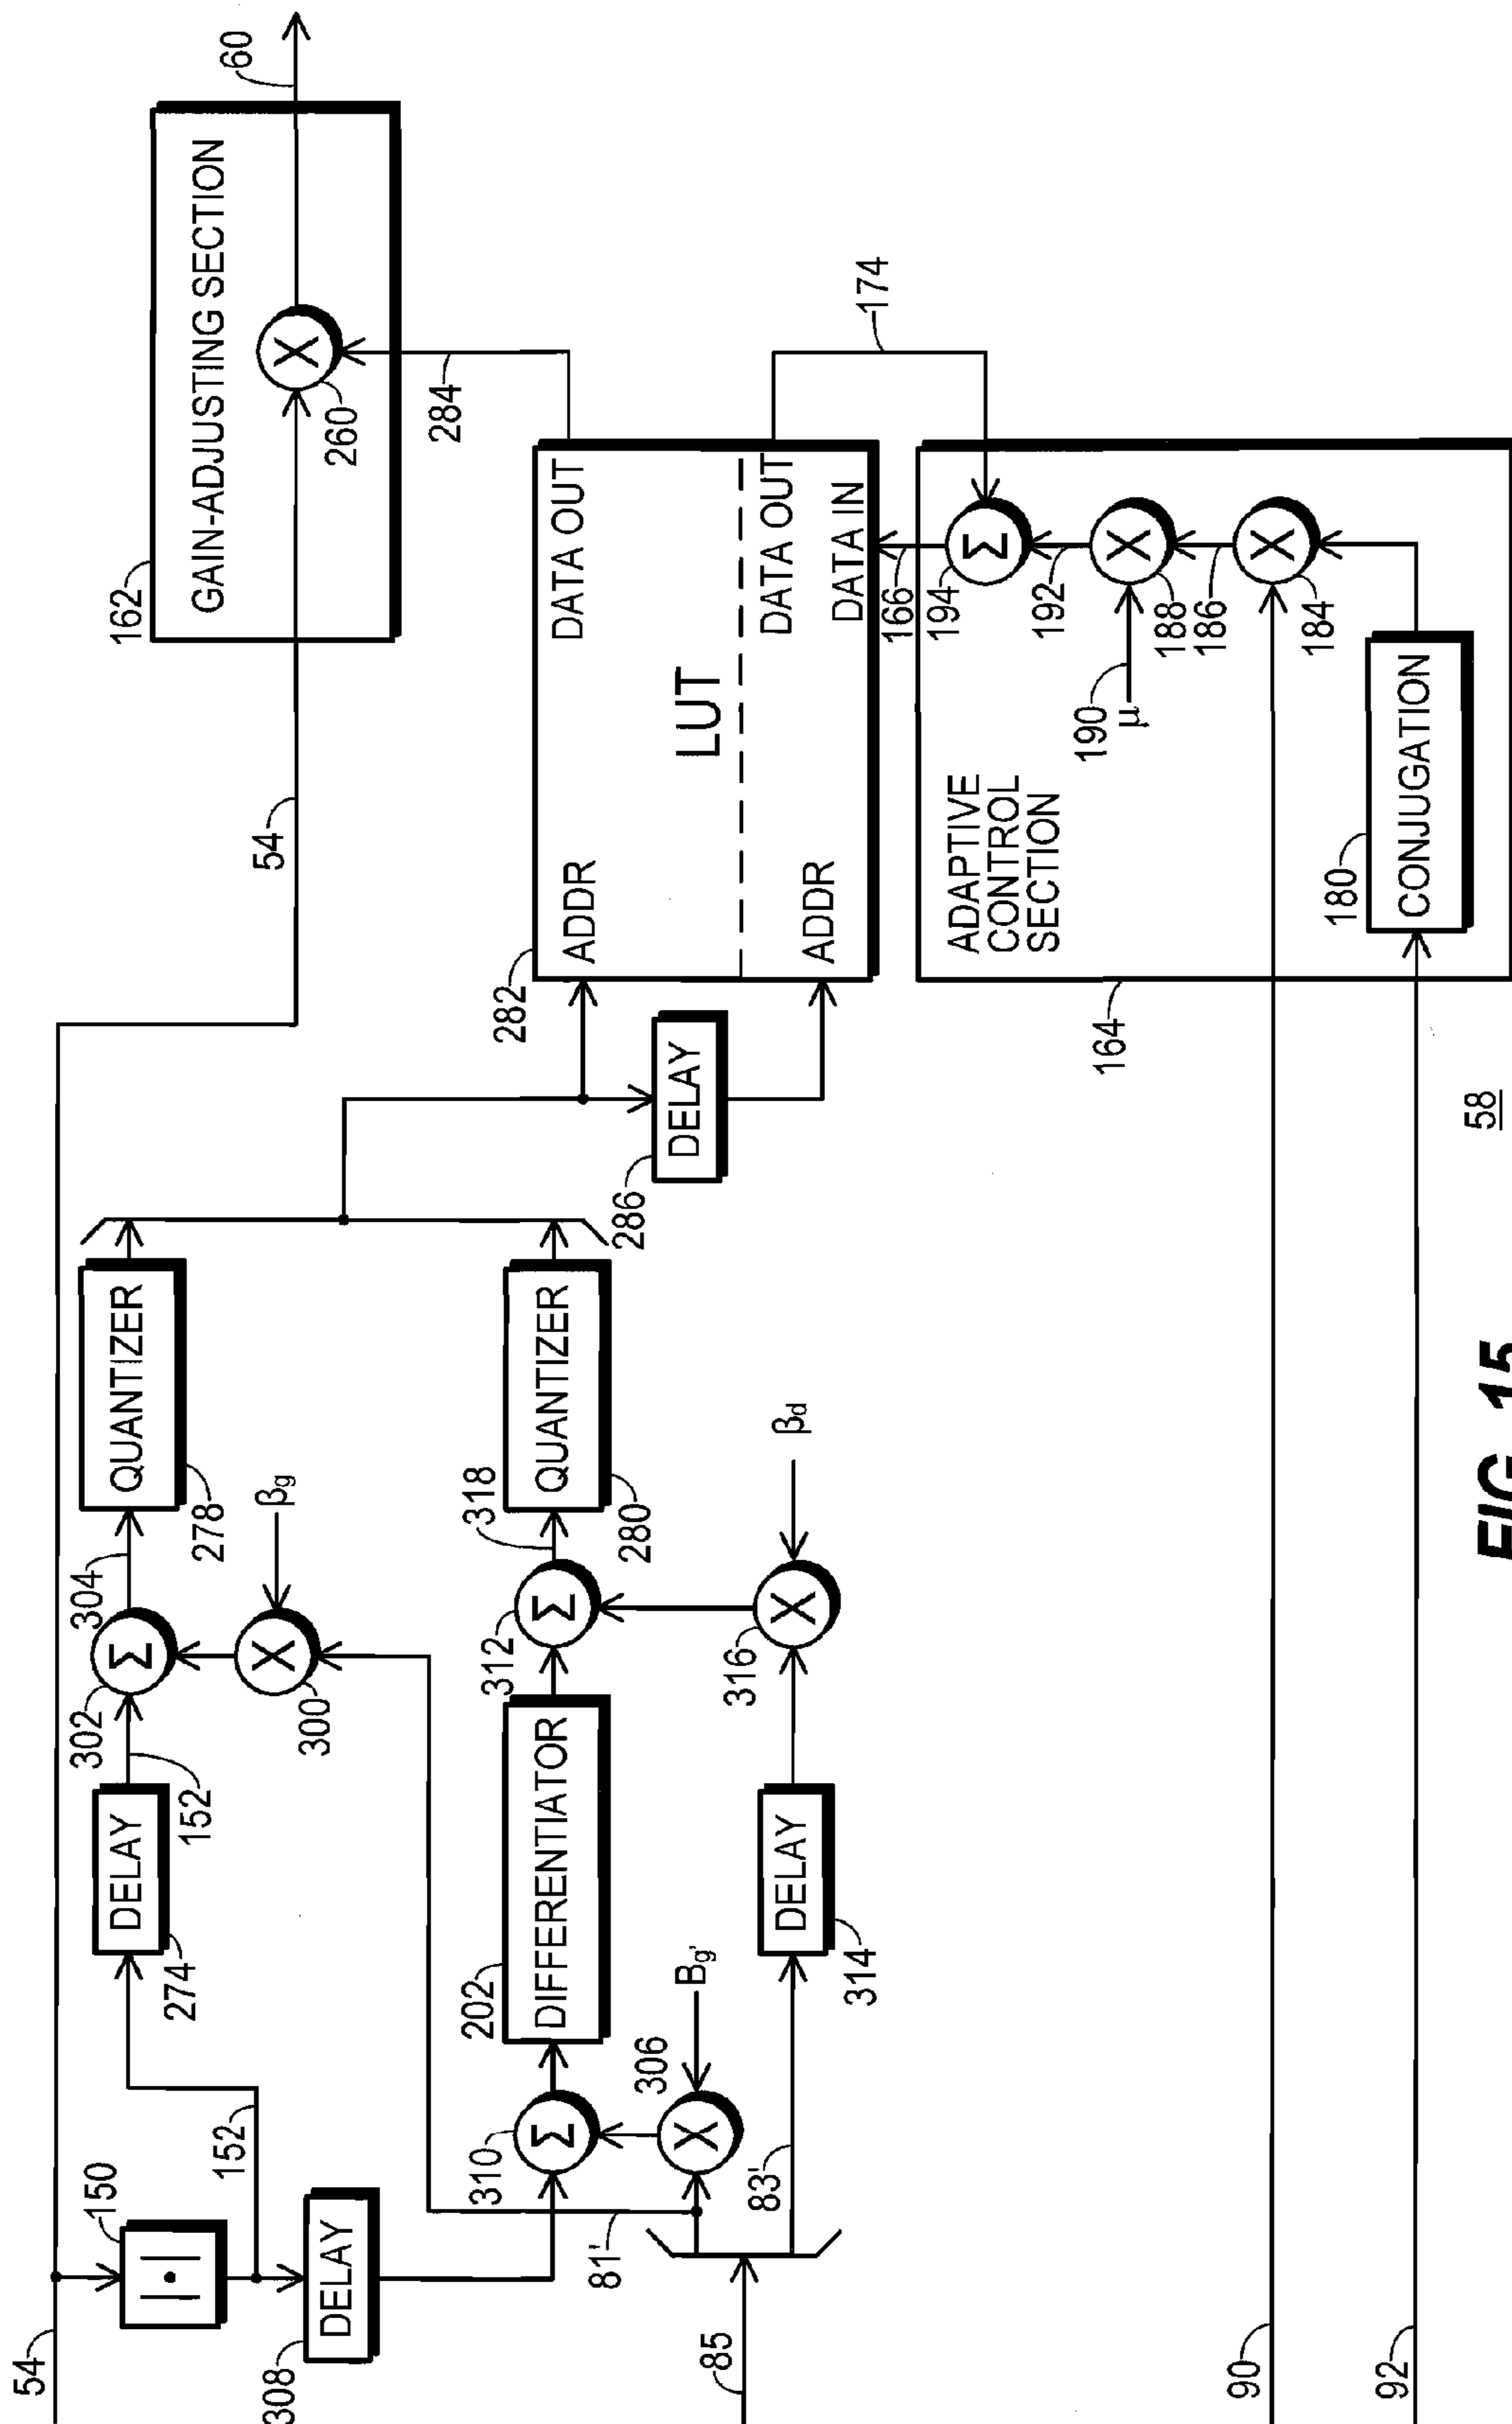 54
150
| • |
152
308
DELAY
274
DELAY
152
302
Σ
304
278
QUANTIZER
X
300
βg
81'
85
83'
310
Σ
306
X
Bg'
202
DIFFERENTIATOR
312
Σ
318
280
QUANTIZER
314
DELAY
316
X
βd
286
DELAY
54
162
GAIN-ADJUSTING SECTION
X
260
60
284
282
ADDR
DATA OUT
LUT
ADDR
DATA OUT
DATA IN
174
166
194
Σ
192
188
X
190
μ
186
184
X
ADAPTIVE
CONTROL
SECTION
164
180
CONJUGATION
90
92
58
FIG. 15